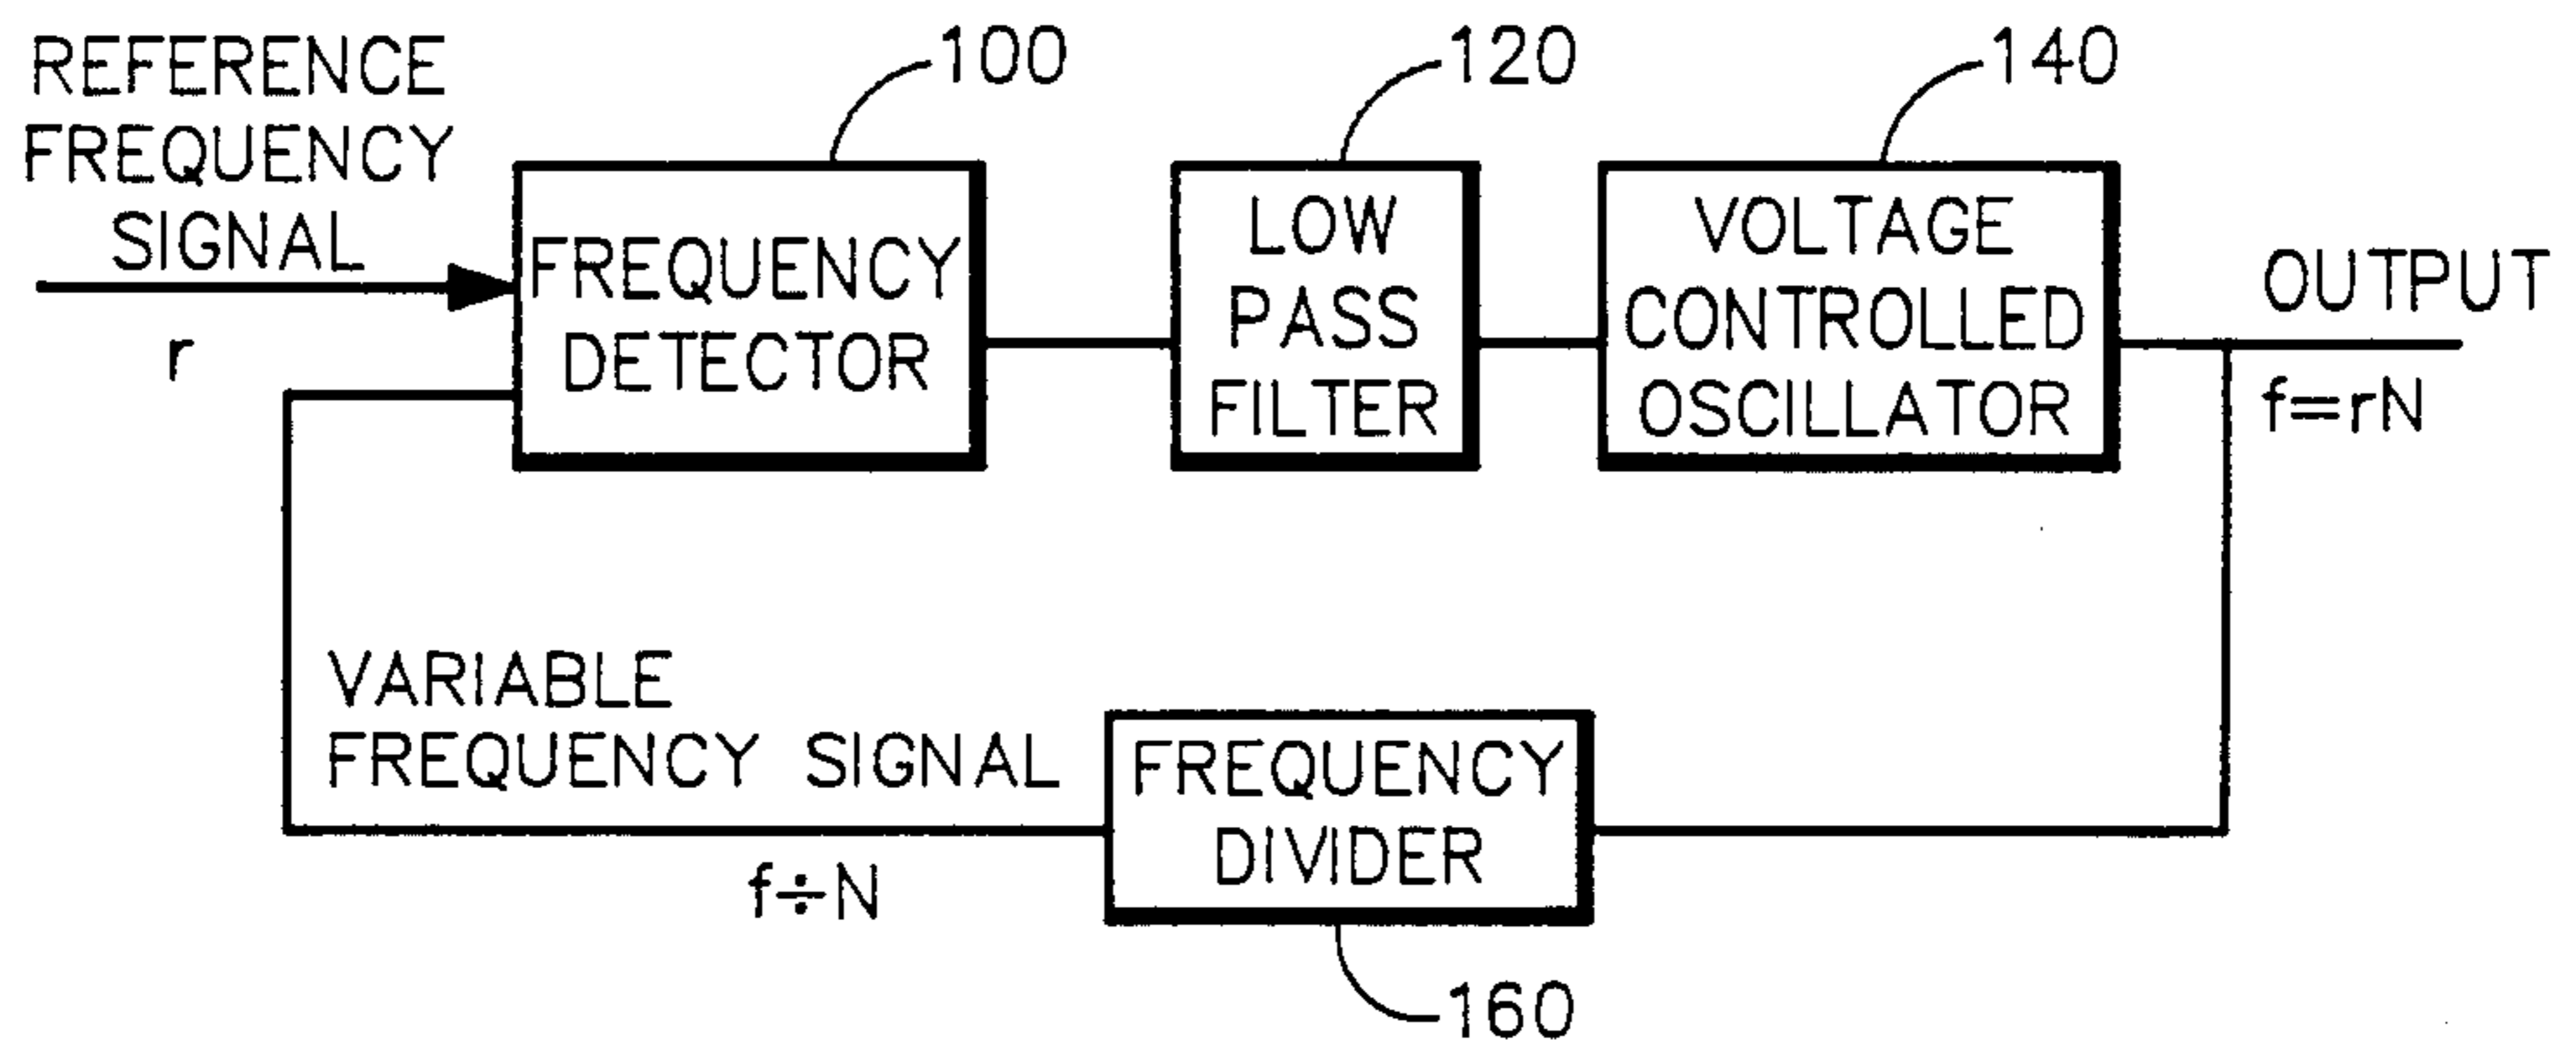 REFERENCE
FREQUENCY
SIGNAL
r
100
FREQUENCY
DETECTOR
120
LOW
PASS
FILTER
140
VOLTAGE
CONTROLLED
OSCILLATOR
OUTPUT
f=rN
VARIABLE
FREQUENCY SIGNAL
f÷N
FREQUENCY
DIVIDER
160